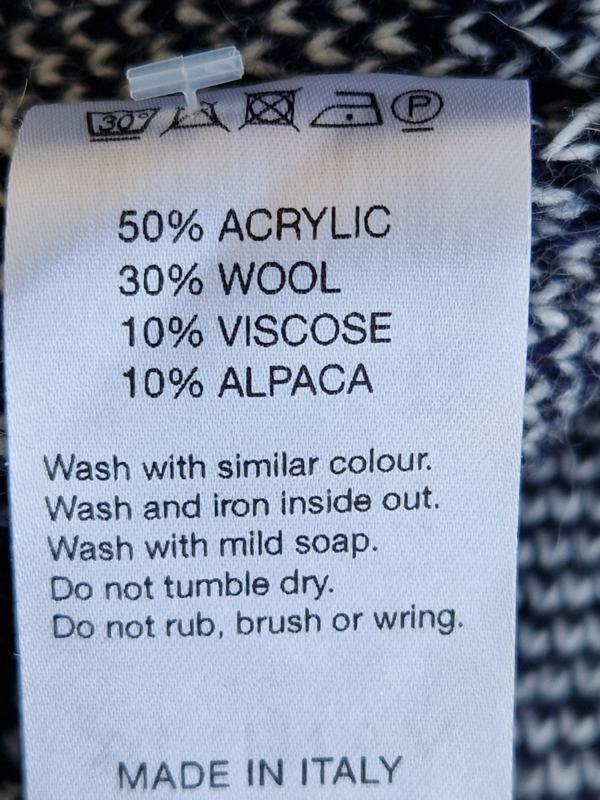 30°
P
50% ACRYLIC
30% WOOL
10% VISCOSE
10% ALPACA
Wash with similar colour.
Wash and iron inside out.
Wash with mild soap.
Do not tumble dry.
Do not rub, brush or wring.
MADE IN ITALY